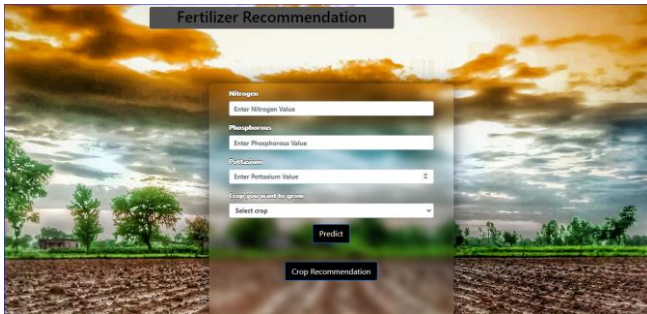 Fertilizer Recommendation
Nitrogen
Enter Nitrogen Value
Phosphorous
Enter Phosphorous Value
Pottasium
Enter Pottasium Value
Crop you want to grow
Select crop
Predict
Crop Recommendation